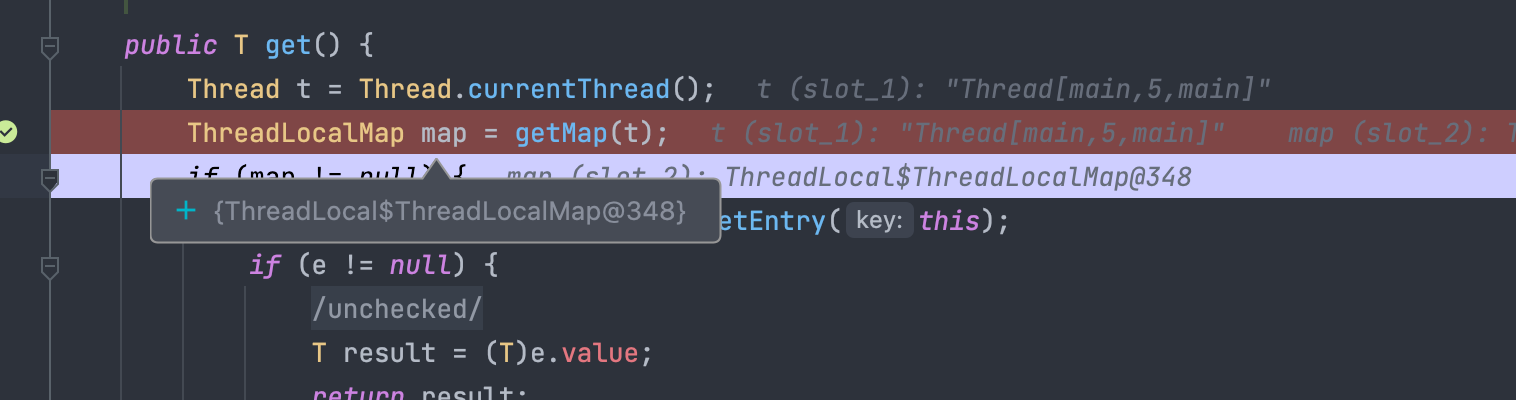 public T get() {
Thread t = Thread.currentThread(); t (slot_1): "Thread[main,5,main]"
ThreadLocalMap map = getMap(t); t (slot_1): "Thread[main,5,main]" map (slot_2):
if (map != null) { map (slot_2): ThreadLocal$ThreadLocalMap@348
+ {ThreadLocal$ThreadLocalMap@348}
etEntry( key: this);
if (e != null) {
/unchecked/
T result = (T)e.value;
return result;